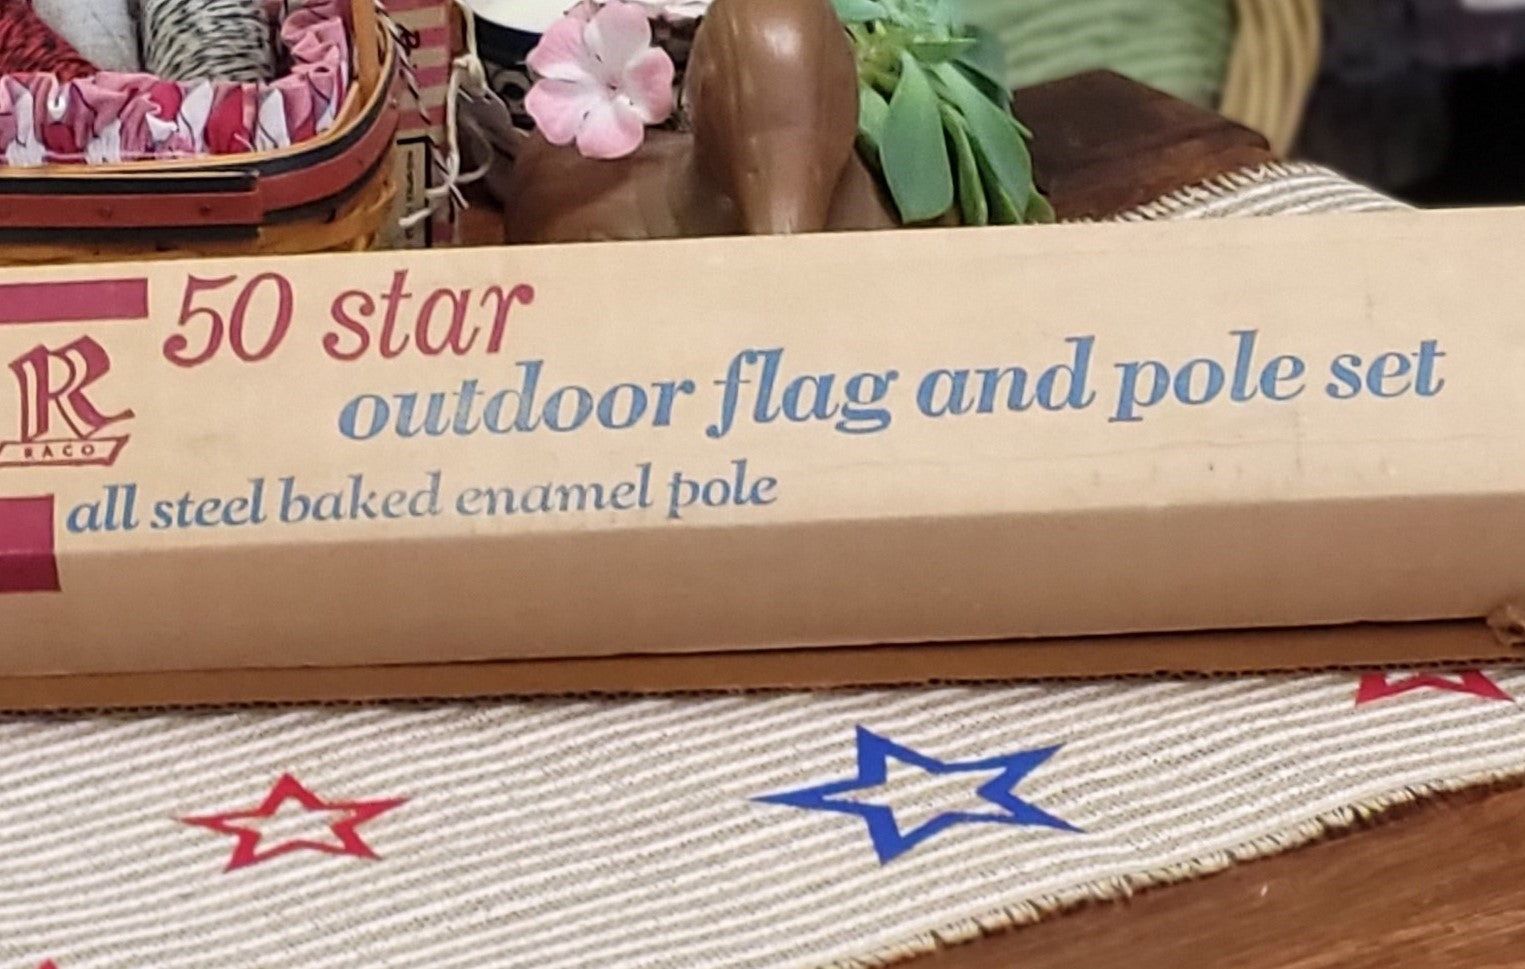 50 star
outdoor flag and pole set
RACO
all steel baked enamel pole